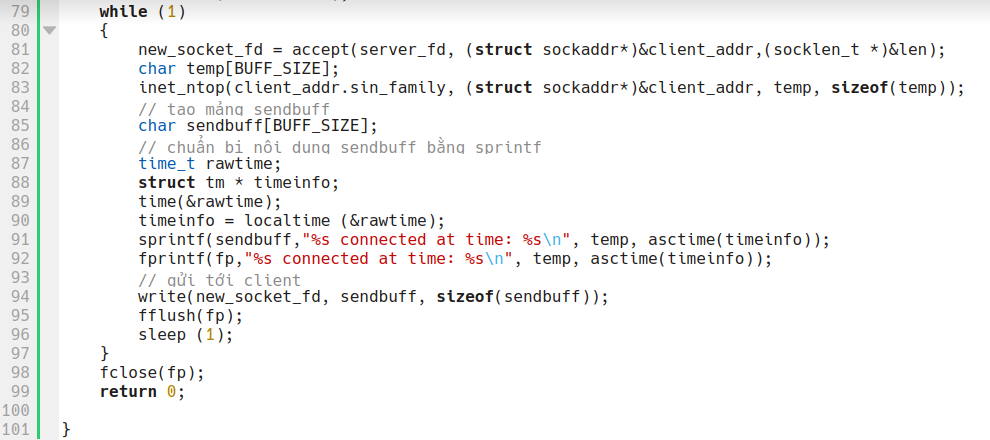 79 while (1)
80 {
81 new_socket_fd = accept(server_fd, (struct sockaddr*)&client_addr,(socklen_t *)&len);
82 char temp[BUFF_SIZE];
83 inet_ntop(client_addr.sin_family, (struct sockaddr*)&client_addr, temp, sizeof(temp));
84 // tạo mảng sendbuff
85 char sendbuff[BUFF_SIZE];
86 // chuẩn bị nội dung sendbuff bằng sprintf
87 time_t rawtime;
88 struct tm * timeinfo;
89 time(&rawtime);
90 timeinfo = localtime (&rawtime);
91 sprintf(sendbuff,"%s connected at time: %s\n", temp, asctime(timeinfo));
92 fprintf(fp,"%s connected at time: %s\n", temp, asctime(timeinfo));
93 // gửi tới client
94 write(new_socket_fd, sendbuff, sizeof(sendbuff));
95 fflush(fp);
96 sleep (1);
97 }
98 fclose(fp);
99 return 0;
100
101 }